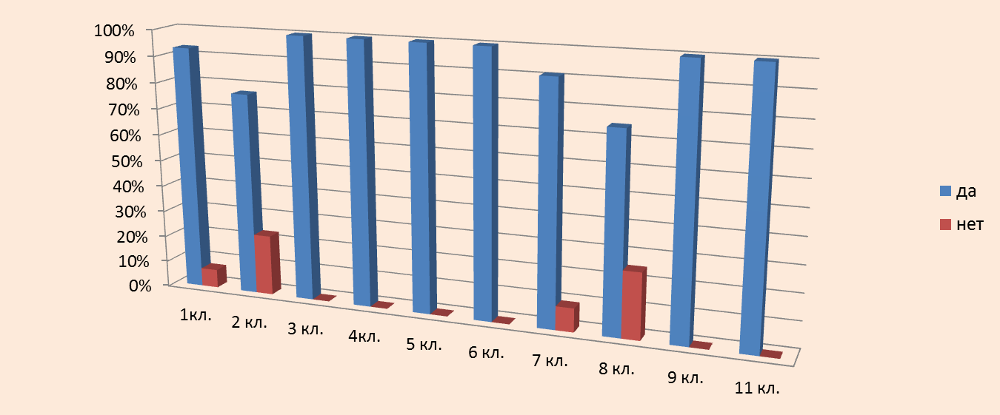 100%
90%
80%
70%
60%
50%
40%
30%
20%
10%
0%
1кл.
2 кл.
3 кл.
4кл.
5 кл.
6 кл.
7 кл.
8 кл.
9 кл.
11 кл.
да
нет